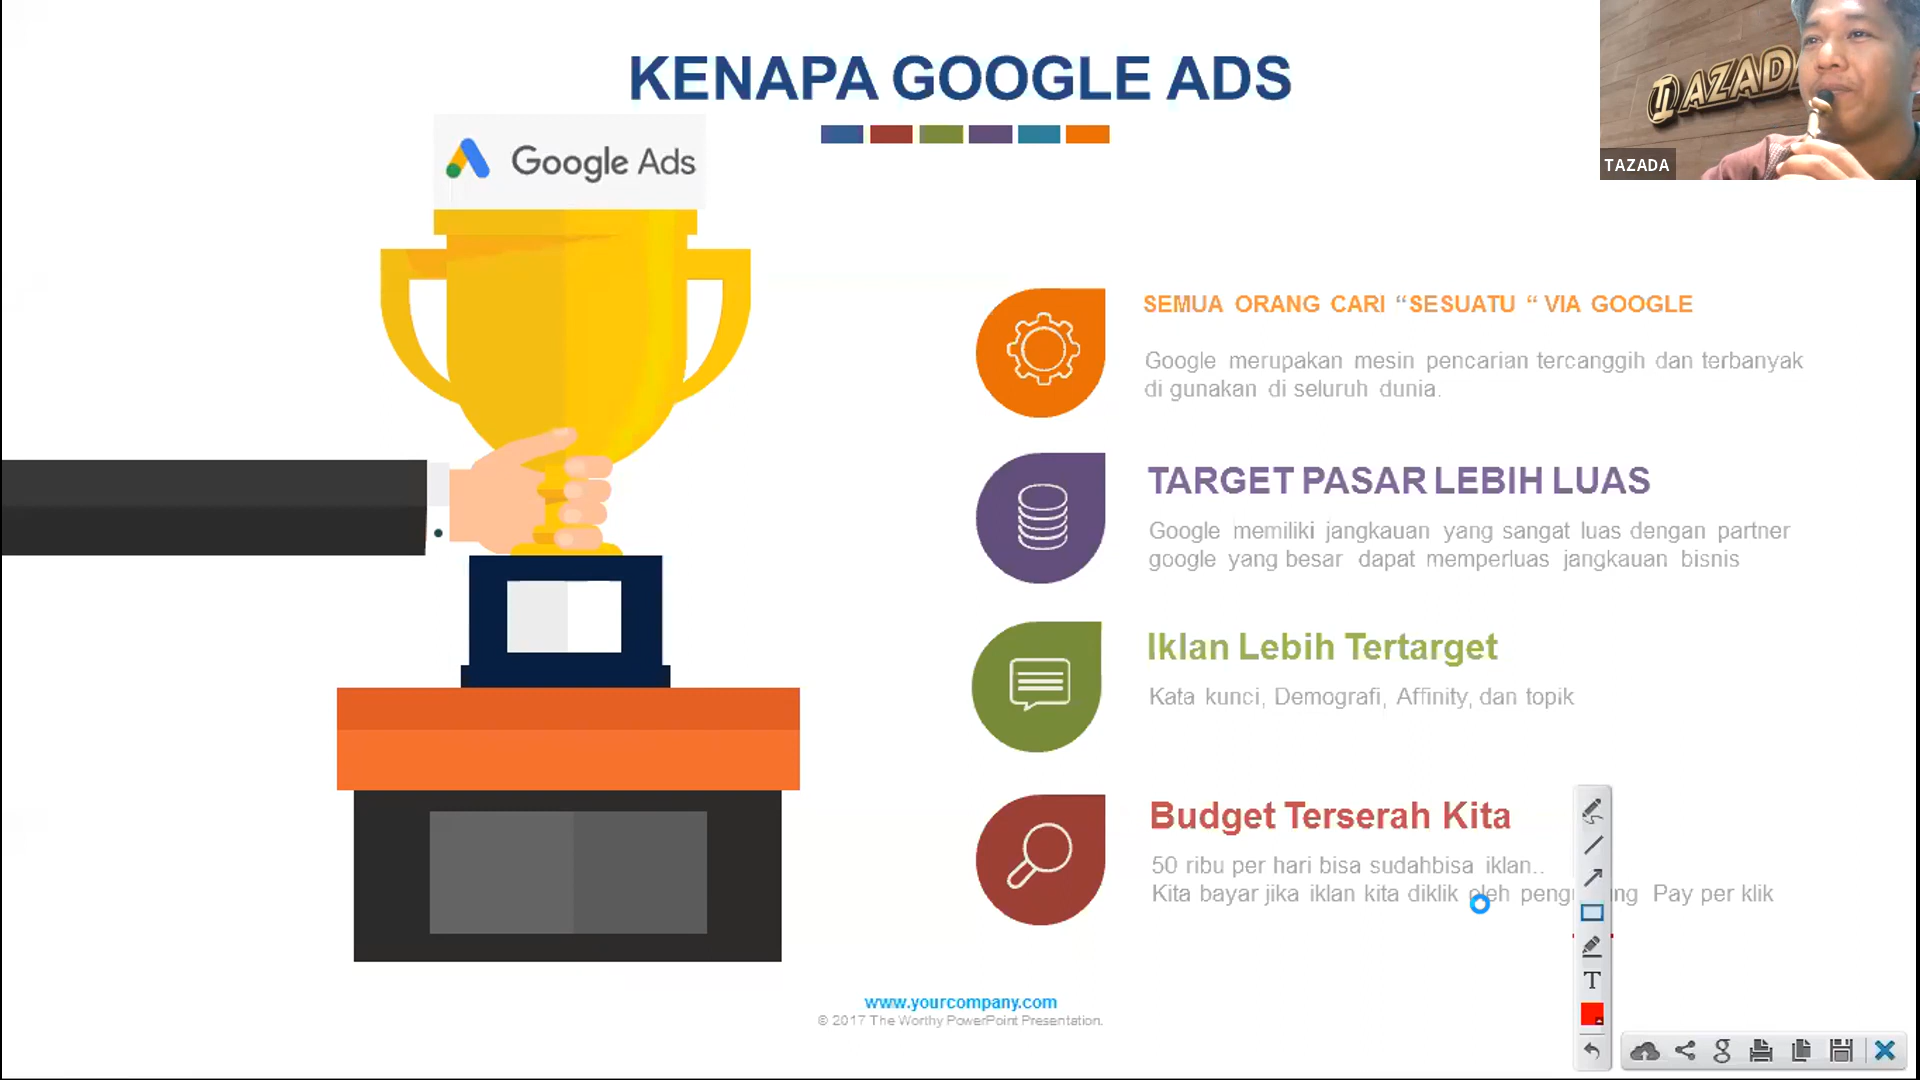 KENAPA GOOGLE ADS
Google Ads
AZAD
TAZADA
SEMUA ORANG CARI “SESUATU “ VIA GOOGLE
Google merupakan mesin pencarian tercanggih dan terbanyak
di gunakan di seluruh dunia.
TARGET PASAR LEBIH LUAS
Google memiliki jangkauan yang sangat luas dengan partner
google yang besar dapat memperluas jangkauan bisnis
Iklan Lebih Tertarget
Kata kunci, Demografi, Affinity, dan topik
Budget Terserah Kita
50 ribu per hari bisa sudahbisa iklan..
Kita bayar jika iklan kita diklik oleh Pay per klik
www.yourcompany.com
© 2017 The Worthy PowerPoint Presentation.